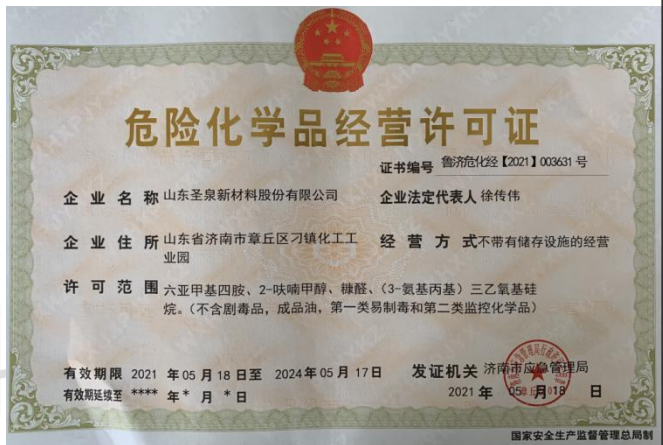 危险化学品经营许可证
证书编号 鲁济危化经【2021】003631 号
企业名称 山东圣泉新材料股份有限公司 企业法定代表人 徐传伟
企业住所 山东省济南市章丘区刁镇化工工 经营方式 不带有储存设施的经营
业园
许可范围 六亚甲基四胺、2-呋喃甲醇、糠醛、（3-氨基丙基）三乙氧基硅
烷。（不含剧毒品，成品油，第一类易制毒和第二类监控化学品）
有效期限 2021 年 05 月 18 日至 2024 年 05 月 17 日 发证机关 济南市应急管理局
有效期延续至 **** 年 * 月 * 日 2021 年 05 月 18 日
国家安全生产监督管理总局制